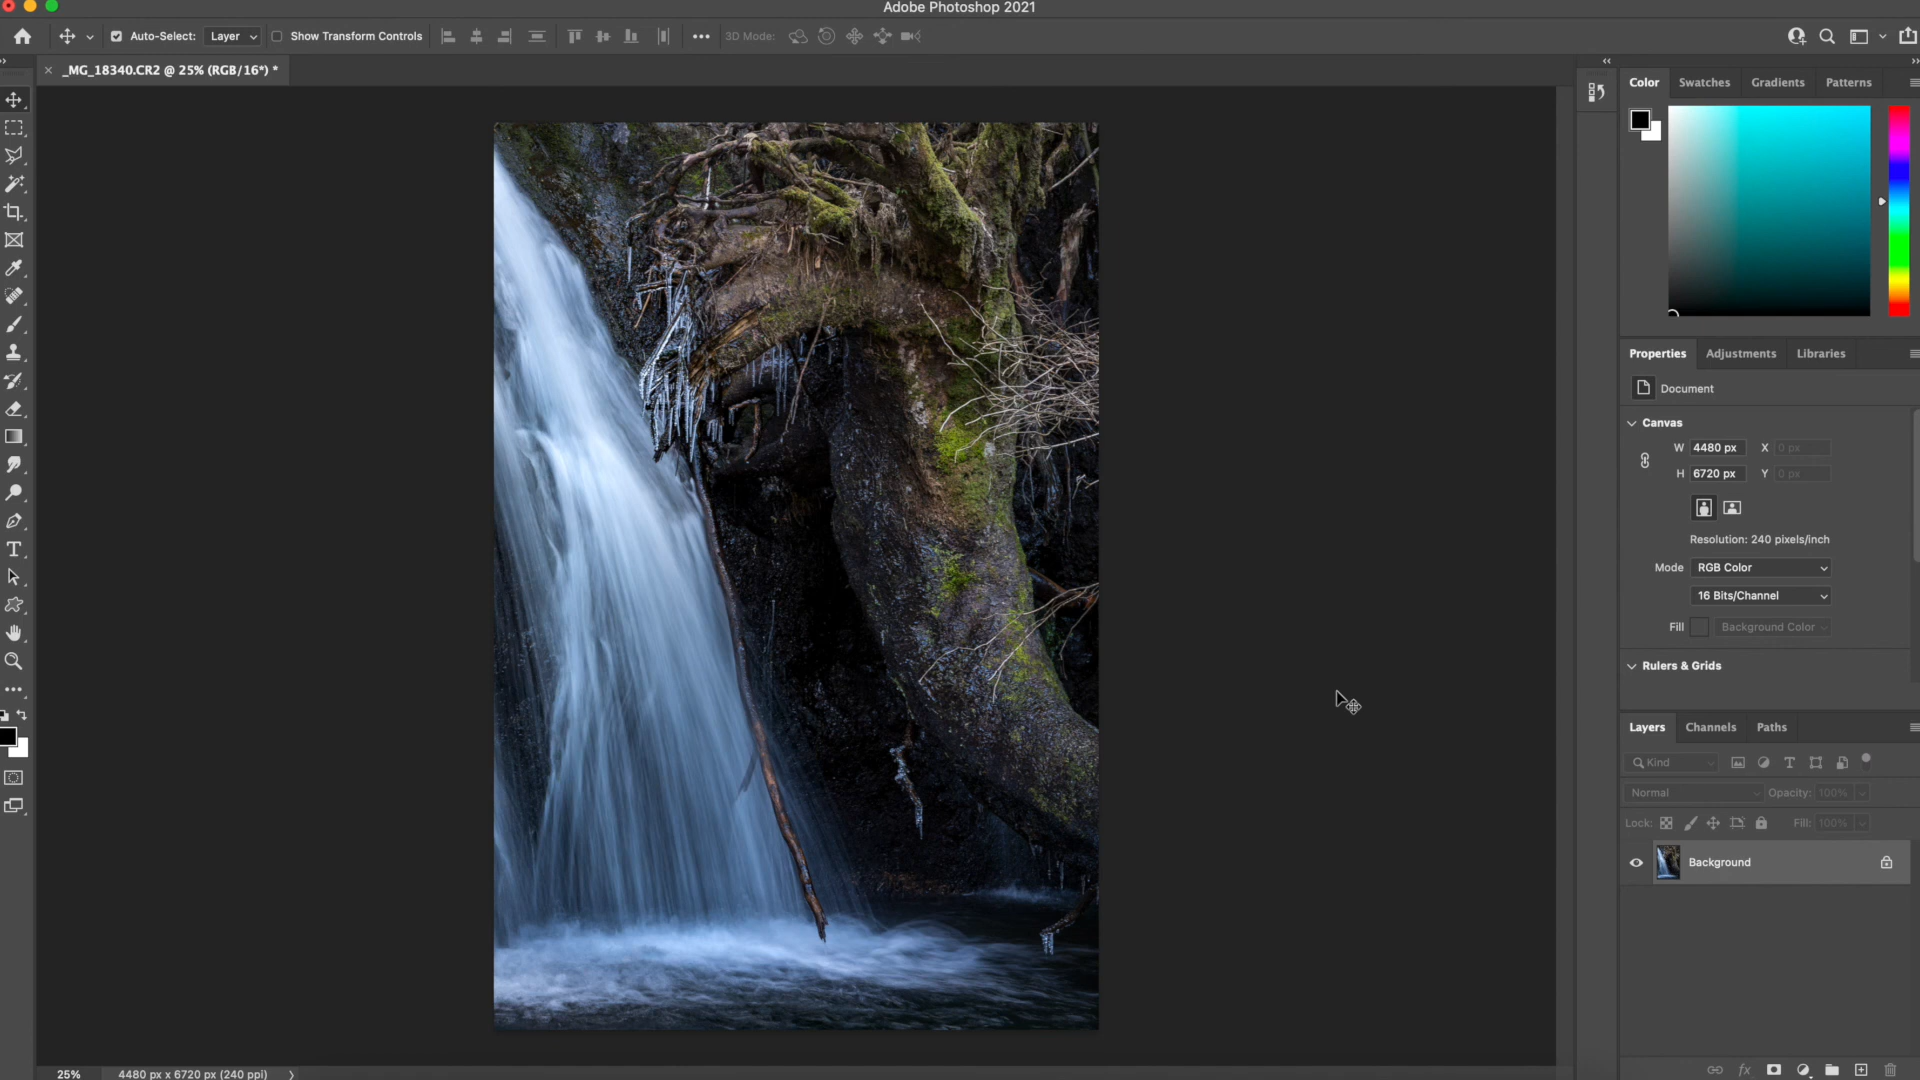 Adobe Photoshop 2021
Auto-Select: Layer Show Transform Controls 3D Mode:
_MG_18340.CR2 @ 25% (RGB/16*) *
Color Swatches Gradients Patterns
Properties Adjustments Libraries
Document
Canvas
W 4480 px X 0 px
H 6720 px Y 0 px
Resolution: 240 pixels/inch
Mode RGB Color
16 Bits/Channel
Fill Background Color
Rulers & Grids
Layers Channels Paths
Kind
Normal Opacity: 100%
Lock: Fill: 100%
Background
25% 4480 px x 6720 px (240 ppi)